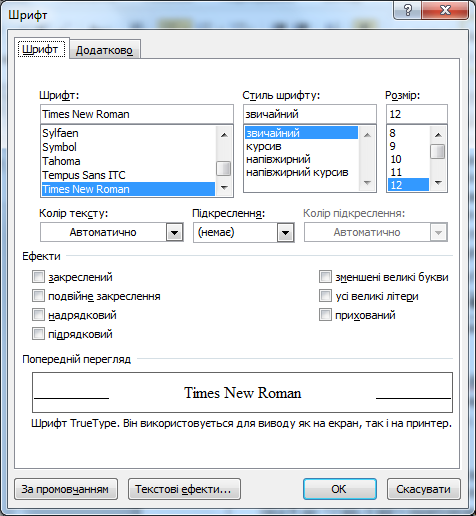 Шрифт
Шрифт Додатково
Шрифт: Стиль шрифту: Розмір:
Times New Roman звичайний 12
Sylfaen звичайний 8
Symbol курсив 9
Tahoma напівжирний 10
Tempus Sans ITC напівжирний курсив 11
Times New Roman 12
Колір тексту: Підкреслення: Колір підкреслення:
Автоматично (немає) Автоматично
Ефекти
закреслений зменшені великі букви
подвійне закреслення усі великі літери
надрядковий прихований
підрядковий
Попередній перегляд
Times New Roman
Шрифт TrueType. Він використовується для виводу як на екран, так і на принтер.
За промовчанням Текстові ефекти... ОК Скасувати